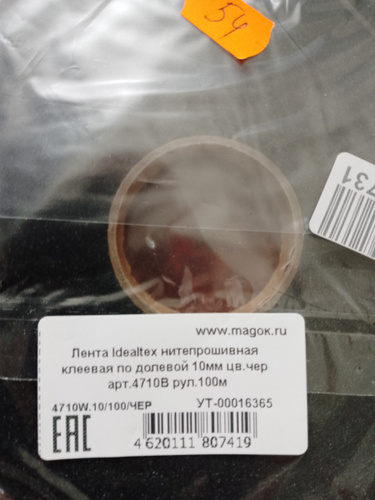 54
731
www.magok.ru
Лента Idealtex нитепрошивная
клеевая по долевой 10мм цв.чер
арт.4710В рул.100м
4710W.10/100/ЧЕР УТ-00016365
EAC
4 620111 807419